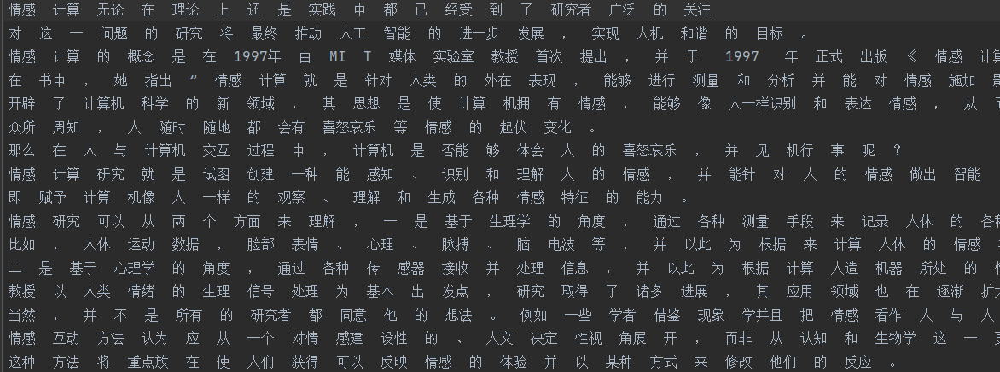 情感 计算 无论 在 理论 上 还 是 实践 中 都 已 经受 到 了 研究者 广泛 的 关注
对 这 一 问题 的 研究 将 最终 推动 人工 智能 的 进一步 发展 , 实现 人机 和谐 的 目标 。
情感 计算 的 概念 是 在 1997年 由 MI T 媒体 实验室 教授 首次 提出 , 并 于 1997 年 正式 出版 《 情感 计算
在 书中 , 她 指出 “ 情感 计算 就 是 针对 人类 的 外在 表现 , 能够 进行 测量 和 分析 并 能 对 情感 施加 影
开辟 了 计算机 科学 的 新 领域 , 其 思想 是 使 计算 机拥 有 情感 , 能够 像 人一样识别 和 表达 情感 , 从 而
众所 周知 , 人 随时 随地 都 会有 喜怒哀乐 等 情感 的 起伏 变化 。
那么 在 人 与 计算机 交互 过程 中 , 计算机 是 否能 够 体会 人 的 喜怒哀乐 , 并 见 机行 事 呢 ?
情感 计算 研究 就 是 试图 创建 一种 能 感知 、 识别 和 理解 人 的 情感 , 并 能针 对 人 的 情感 做出 智能
即 赋予 计算 机像 人 一样 的 观察 、 理解 和 生成 各种 情感 特征 的 能力 。
情感 研究 可以 从 两 个 方面 来 理解 , 一 是 基于 生理学 的 角度 , 通过 各种 测量 手段 来 记录 人体 的 各种
比如 , 人体 运动 数据 , 脸部 表情 、 心理 、 脉搏 、 脑 电波 等 , 并 以此 为 根据 来 计算 人体 的 情感
二 是 基于 心理学 的 角度 , 通过 各种 传 感器 接收 并 处理 信息 , 并 以此 为 根据 计算 人造 机器 所处 的 情
教授 以 人类 情绪 的 生理 信号 处理 为 基本 出 发点 , 研究 取得 了 诸多 进展 , 其 应用 领域 也 在 逐渐 扩大
当然 , 并 不 是 所有 的 研究者 都 同意 他 的 想法 。 例如 一些 学者 借鉴 现象 学并且 把 情感 看作 人 与 人
情感 互动 方法 认为 应 从 一个 对情 感建 设性 的 、 人文 决定 性视 角展 开 , 而非 从 认知 和 生物学 这 一 更
这种 方法 将 重点放 在 使 人们 获得 可以 反映 情感 的 体验 并 以 某种 方式 来 修改 他们 的 反应 。